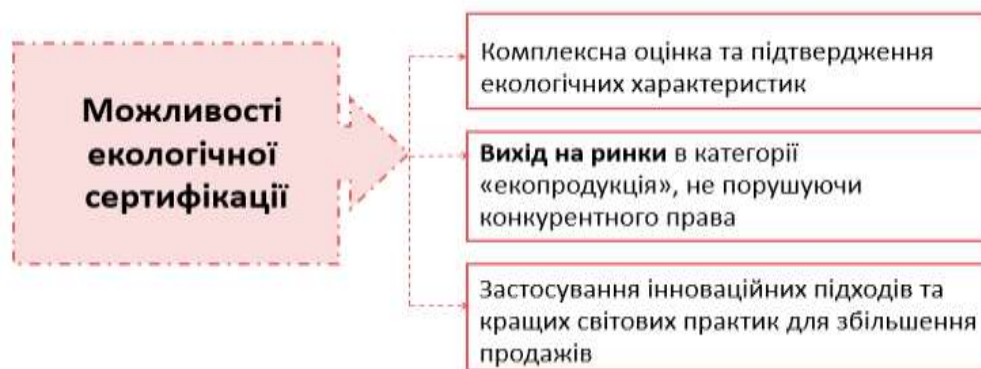 Можливості
екологічної
сертифікації
Комплексна оцінка та підтвердження
екологічних характеристик
Вихід на ринки в категорії
«екопродукція», не порушуючи
конкурентного права
Застосування інноваційних підходів та
кращих світових практик для збільшення
продажів